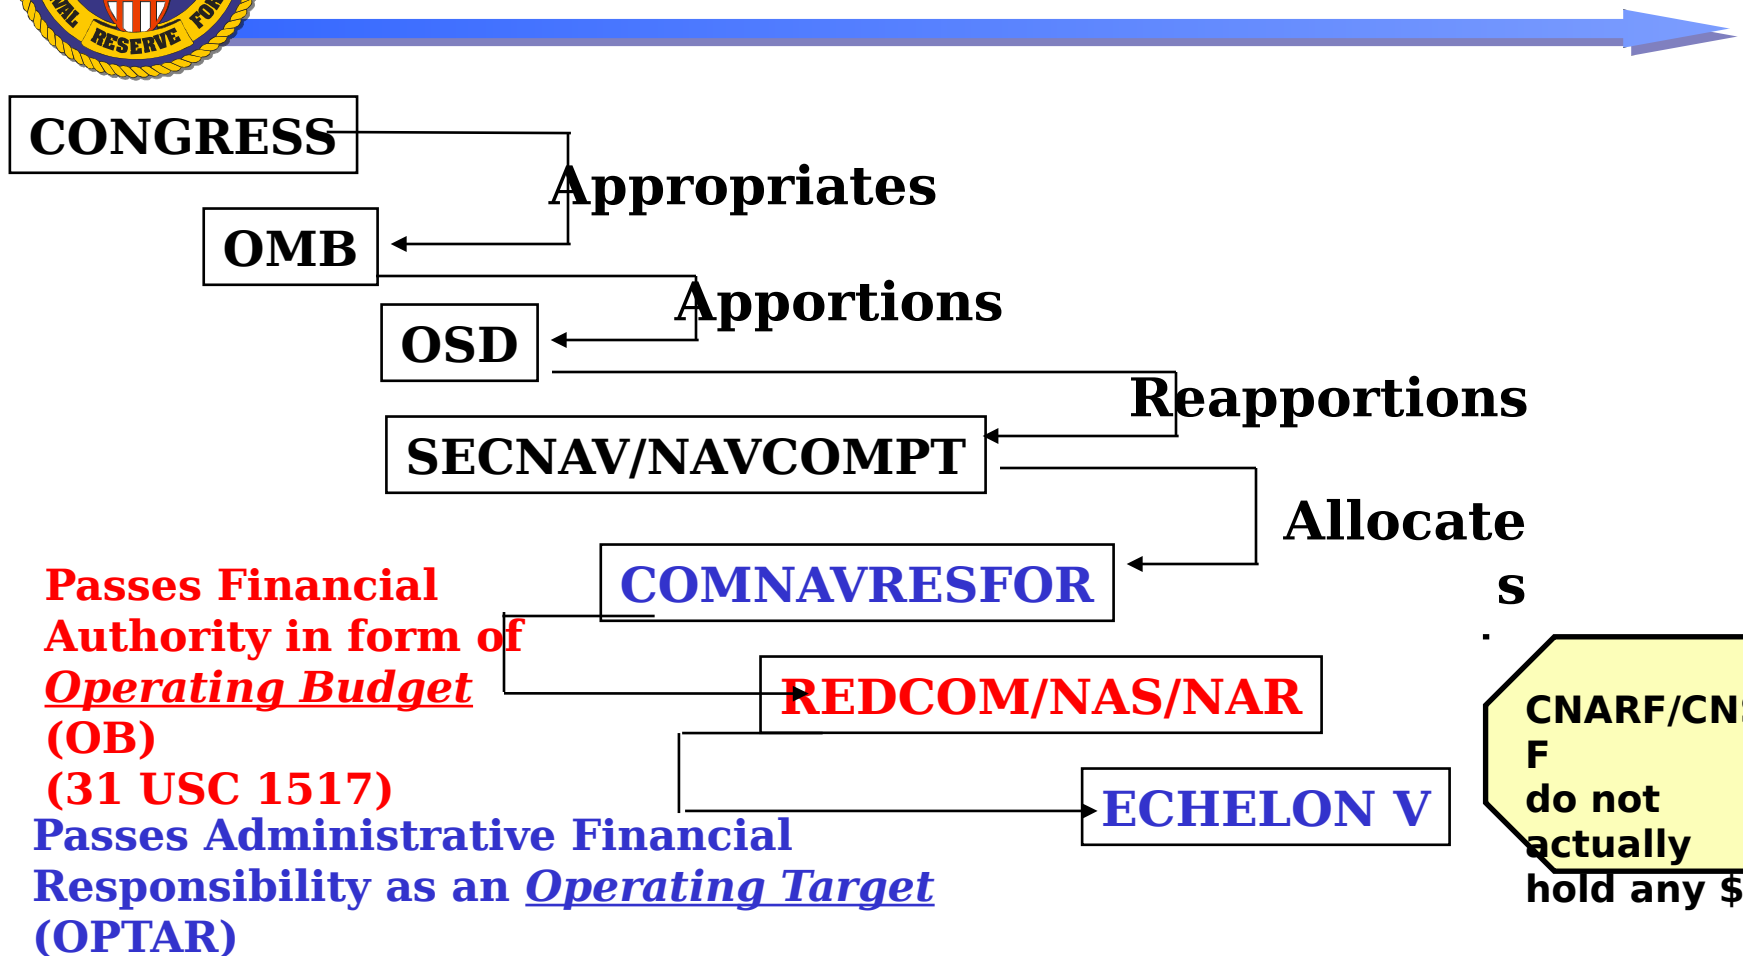 RESERVE
CONGRESS
Appropriates
OMB
Apportions
OSD
Reapportions
SECNAV/NAVCOMPT
Allocate
s
COMNAVRESFOR
Passes Financial
Authority in form of
Operating Budget
(OB)
(31 USC 1517)
REDCOM/NAS/NAR
ECHELON V
CNARF/CNS
F
do not
actually
hold any $
Passes Administrative Financial
Responsibility as an Operating Target
(OPTAR)